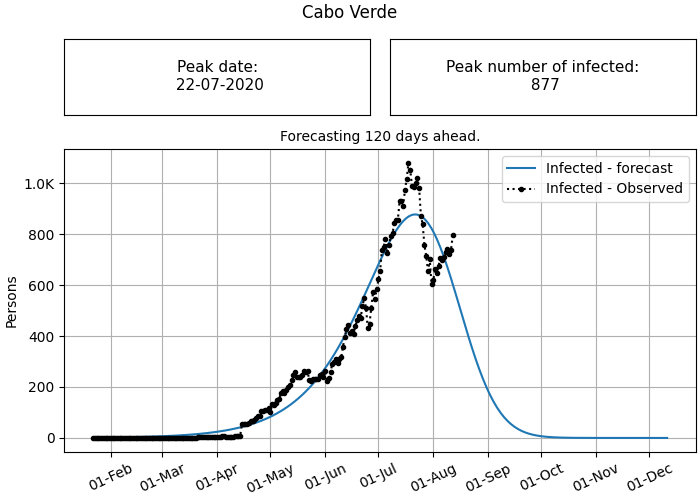 Cabo Verde
Peak date:
22-07-2020
Peak number of infected:
877
Forecasting 120 days ahead.
Infected - forecast
Infected - Observed
Persons
1.0K
800
600
400
200
0
01-Feb
01-Mar
01-Apr
01-May
01-Jun
01-Jul
01-Aug
01-Sep
01-Oct
01-Nov
01-Dec